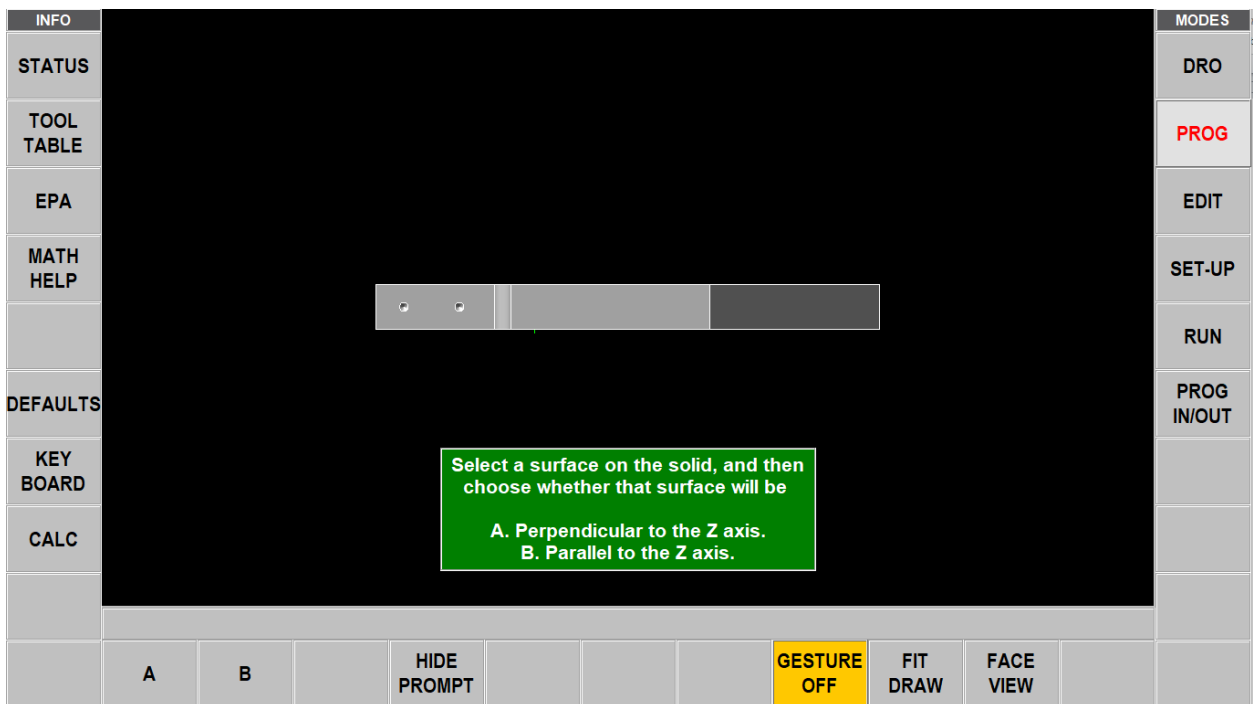 INFO
STATUS
TOOL
TABLE
EPA
MATH
HELP
DEFAULTS
KEY
BOARD
CALC
Select a surface on the solid, and then
choose whether that surface will be
A. Perpendicular to the Z axis.
B. Parallel to the Z axis.
MODES
DRO
PROG
EDIT
SET-UP
RUN
PROG
IN/OUT
A
B
HIDE
PROMPT
GESTURE
OFF
FIT
DRAW
FACE
VIEW